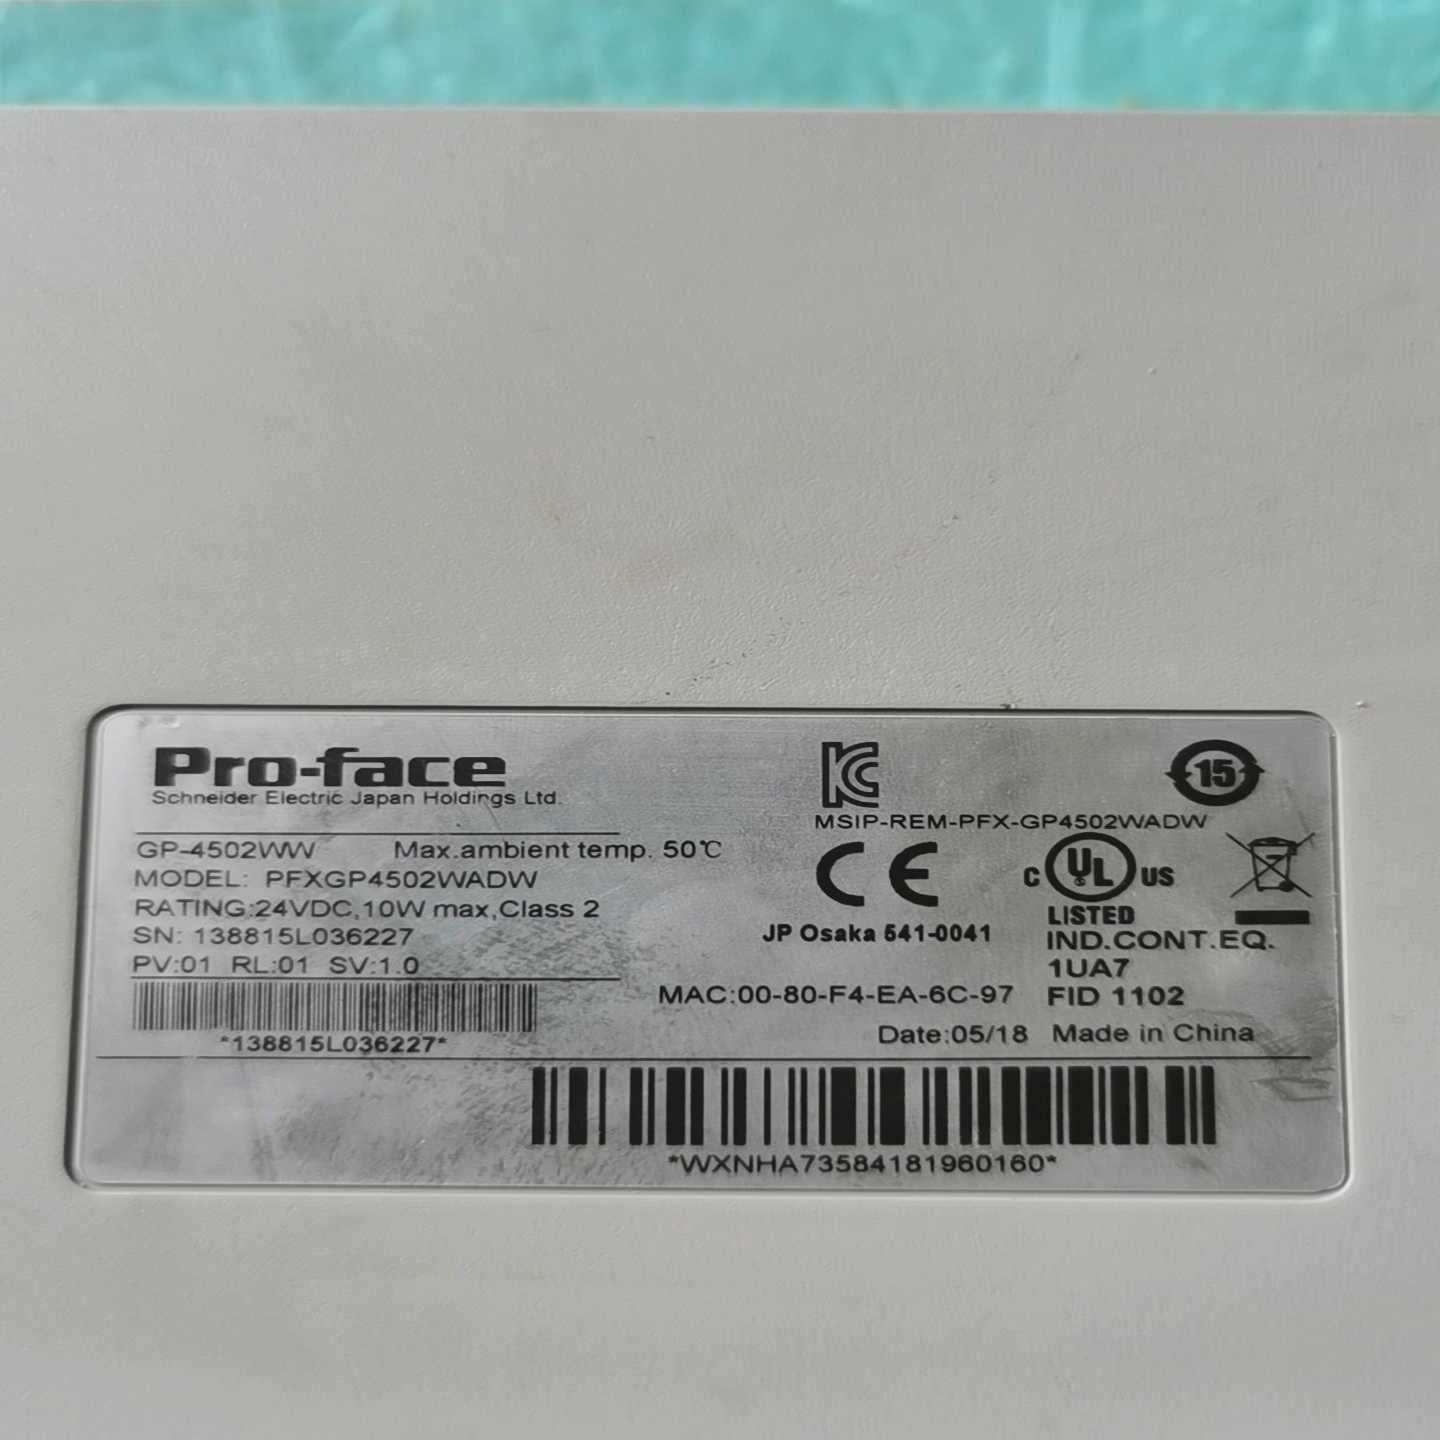 Pro-face
Schneider Electric Japan Holdings Ltd.
GP-4502WW Max.ambient temp. 50℃
MODEL: PFXGP4502WADW
RATING:24VDC,10W max,Class 2
SN: 138815L036227
PV:01 RL:01 SV:1.0
*138815L036227*
15
MSIP-REM-PFX-GP4502WADW
CE
JP Osaka 541-0041
C UL US
LISTED
IND.CONT.EQ.
1UA7
MAC:00-80-F4-EA-6C-97 FID 1102
Date:05/18 Made in China
*WXNHA73584181960160*